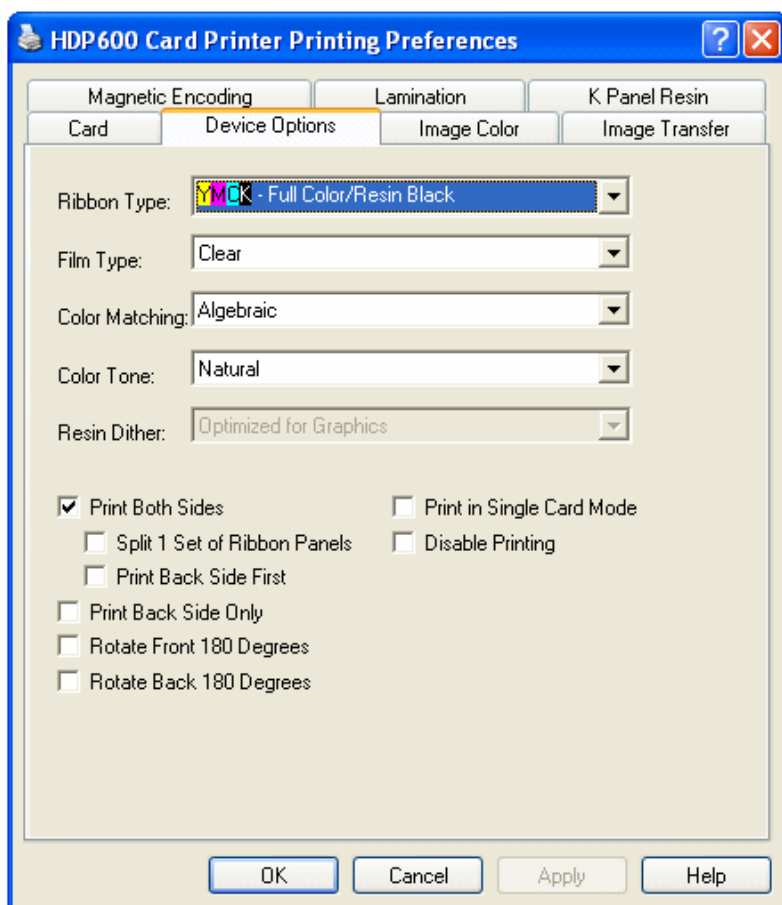 HDP600 Card Printer Printing Preferences
Magnetic Encoding Lamination K Panel Resin
Card Device Options Image Color Image Transfer
Ribbon Type: YMCK - Full Color/Resin Black
Film Type: Clear
Color Matching: Algebraic
Color Tone: Natural
Resin Dither: Optimized for Graphics
Print Both Sides Print in Single Card Mode
Split 1 Set of Ribbon Panels Disable Printing
Print Back Side First
Print Back Side Only
Rotate Front 180 Degrees
Rotate Back 180 Degrees
OK Cancel Apply Help